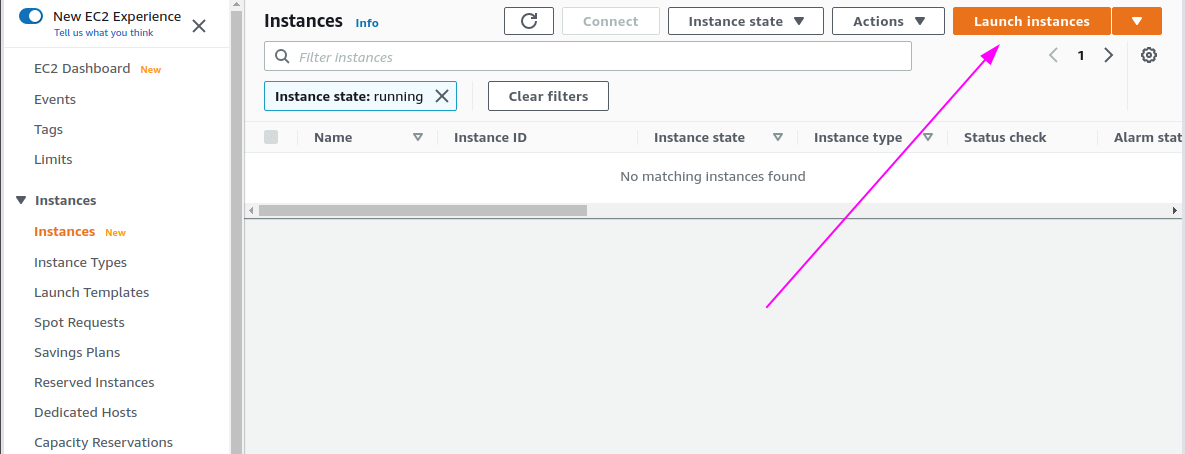 New EC2 Experience
Tell us what you think
EC2 Dashboard New
Events
Tags
Limits
Instances
Instances New
Instance Types
Launch Templates
Spot Requests
Savings Plans
Reserved Instances
Dedicated Hosts
Capacity Reservations
Instances Info
Connect
Instance state
Actions
Launch instances
Filter instances
1
Instance state: running
Clear filters
Name Instance ID Instance state Instance type Status check Alarm stat
No matching instances found